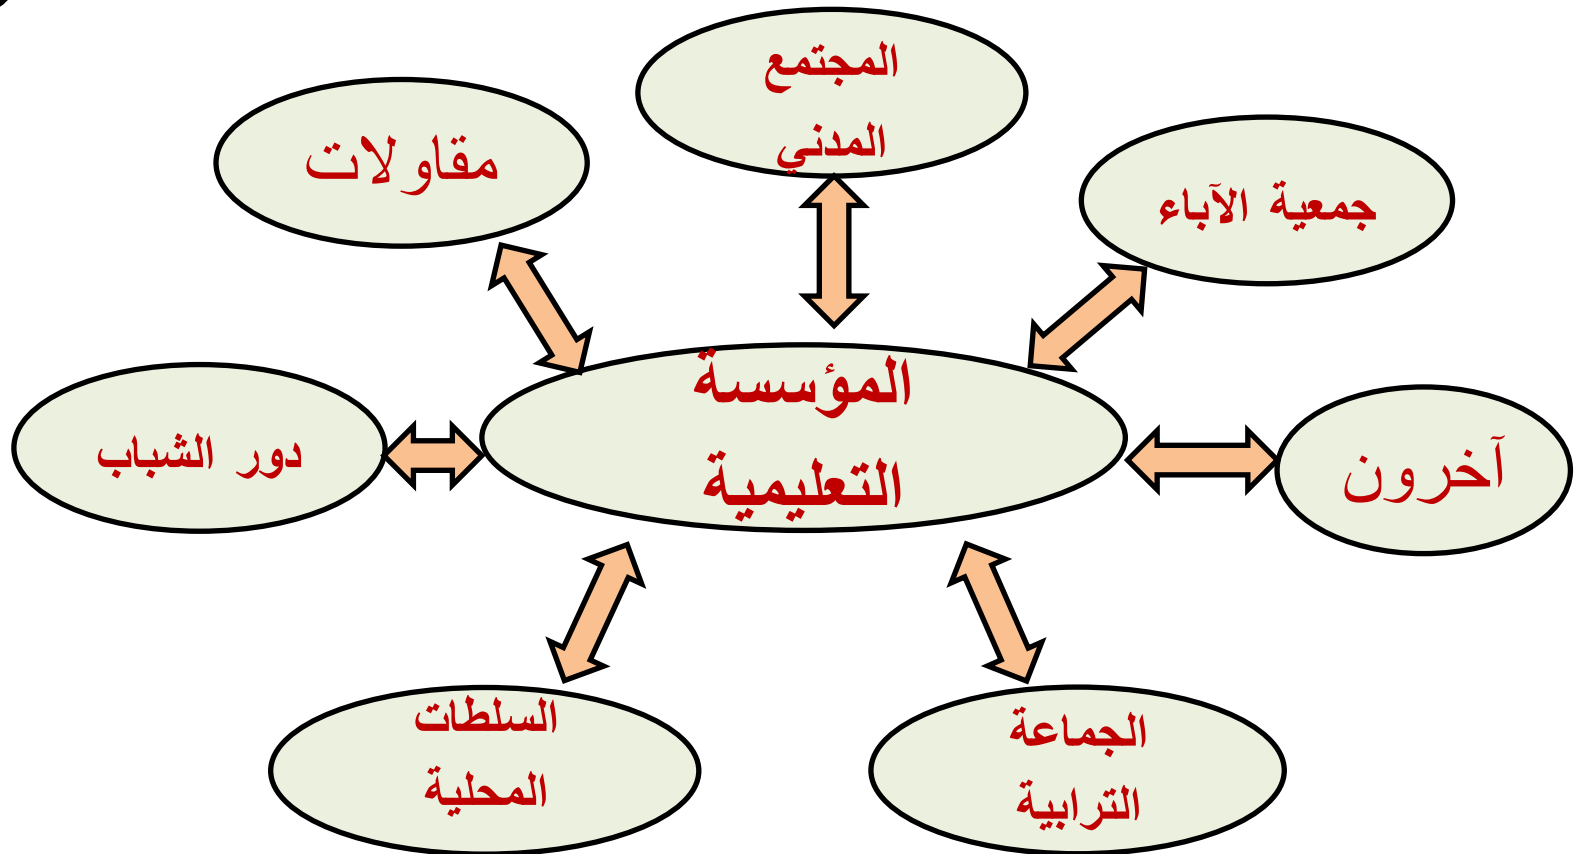 المجتمع
المدني
مقاولات
جمعية الآباء
المؤسسة
التعليمية
دور الشباب
آخرون
السلطات
المحلية
الجماعة
الترابية